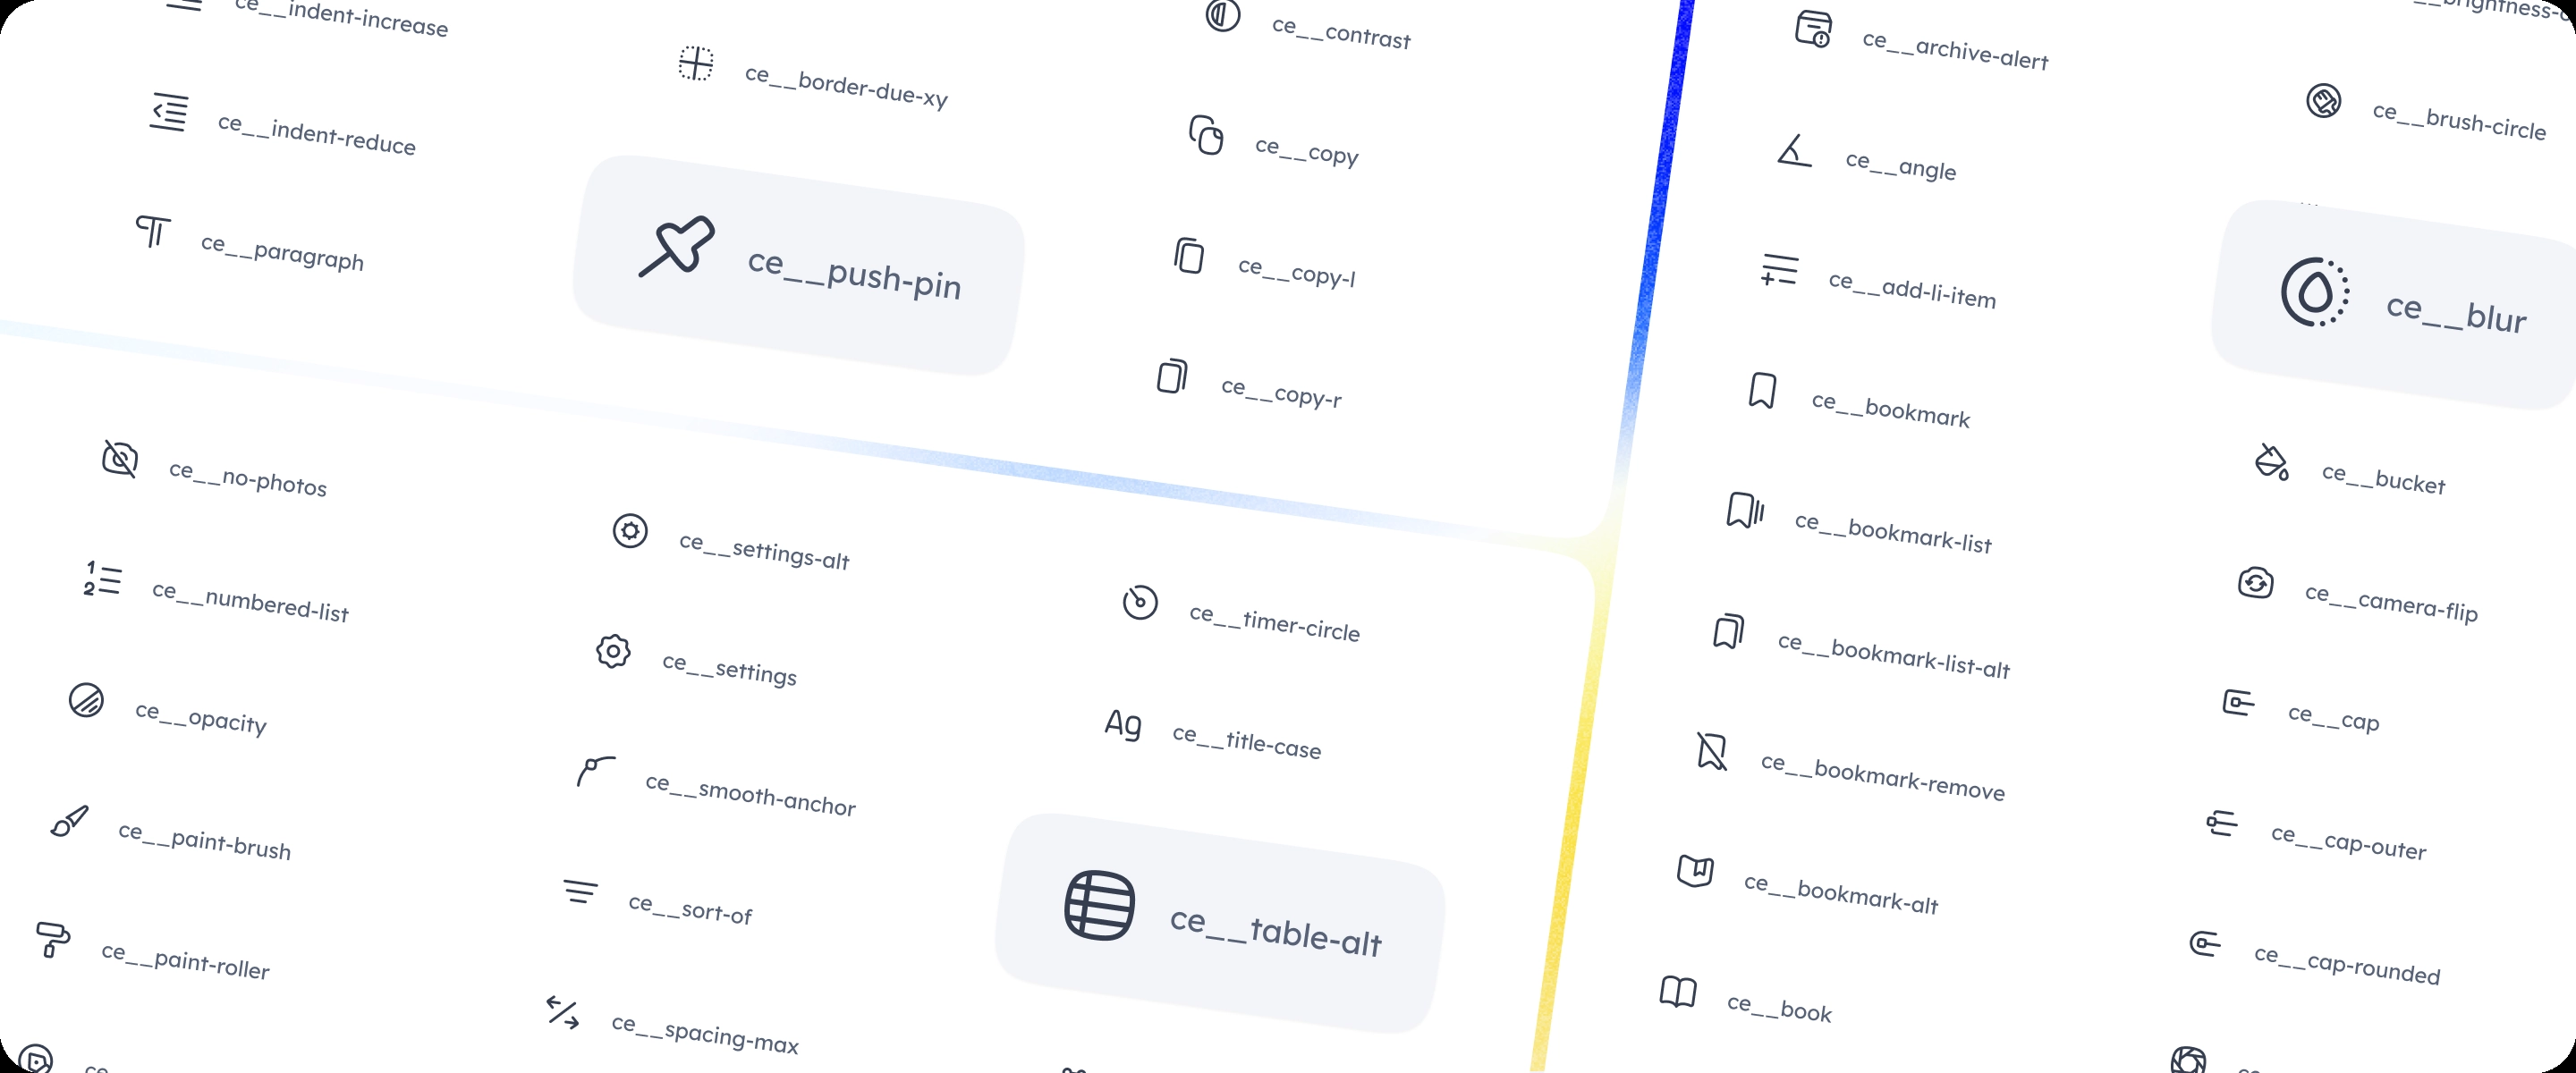 ce__indent-increase
ce__indent-reduce
ce__paragraph
ce__border-due-xy
ce__push-pin
ce__contrast
ce__copy
ce__copy-l
ce__copy-r
ce__no-photos
1
2
ce__numbered-list
ce__opacity
ce__paint-brush
ce__paint-roller
ce__settings-alt
ce__settings
ce__smooth-anchor
ce__sort-of
ce__spacing-max
ce__timer-circle
Ag
ce__title-case
ce__table-alt
ce__archive-alert
ce__angle
ce__add-li-item
ce__bookmark
ce__bookmark-list
ce__bookmark-list-alt
ce__bookmark-remove
ce__bookmark-alt
ce__book
ce__brush-circle
ce__blur
ce__bucket
ce__camera-flip
ce__cap
ce__cap-outer
ce__cap-rounded